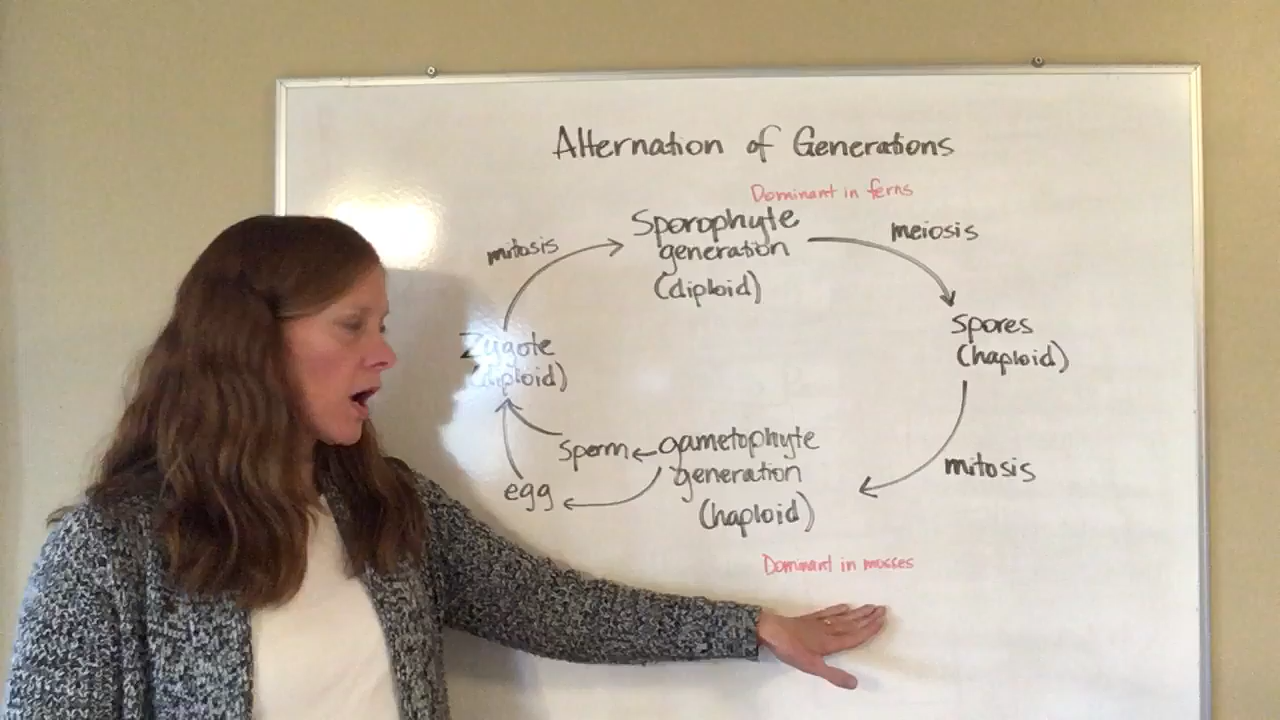 Alternation of Generations
Dominant in ferns
Sporophyte
generation
(diploid)
meiosis
mitosis
Spores
(haploid)
Zygote
(diploid)
mitosis
gametophyte
generation
(haploid)
Sperm
egg
Dominant in mosses